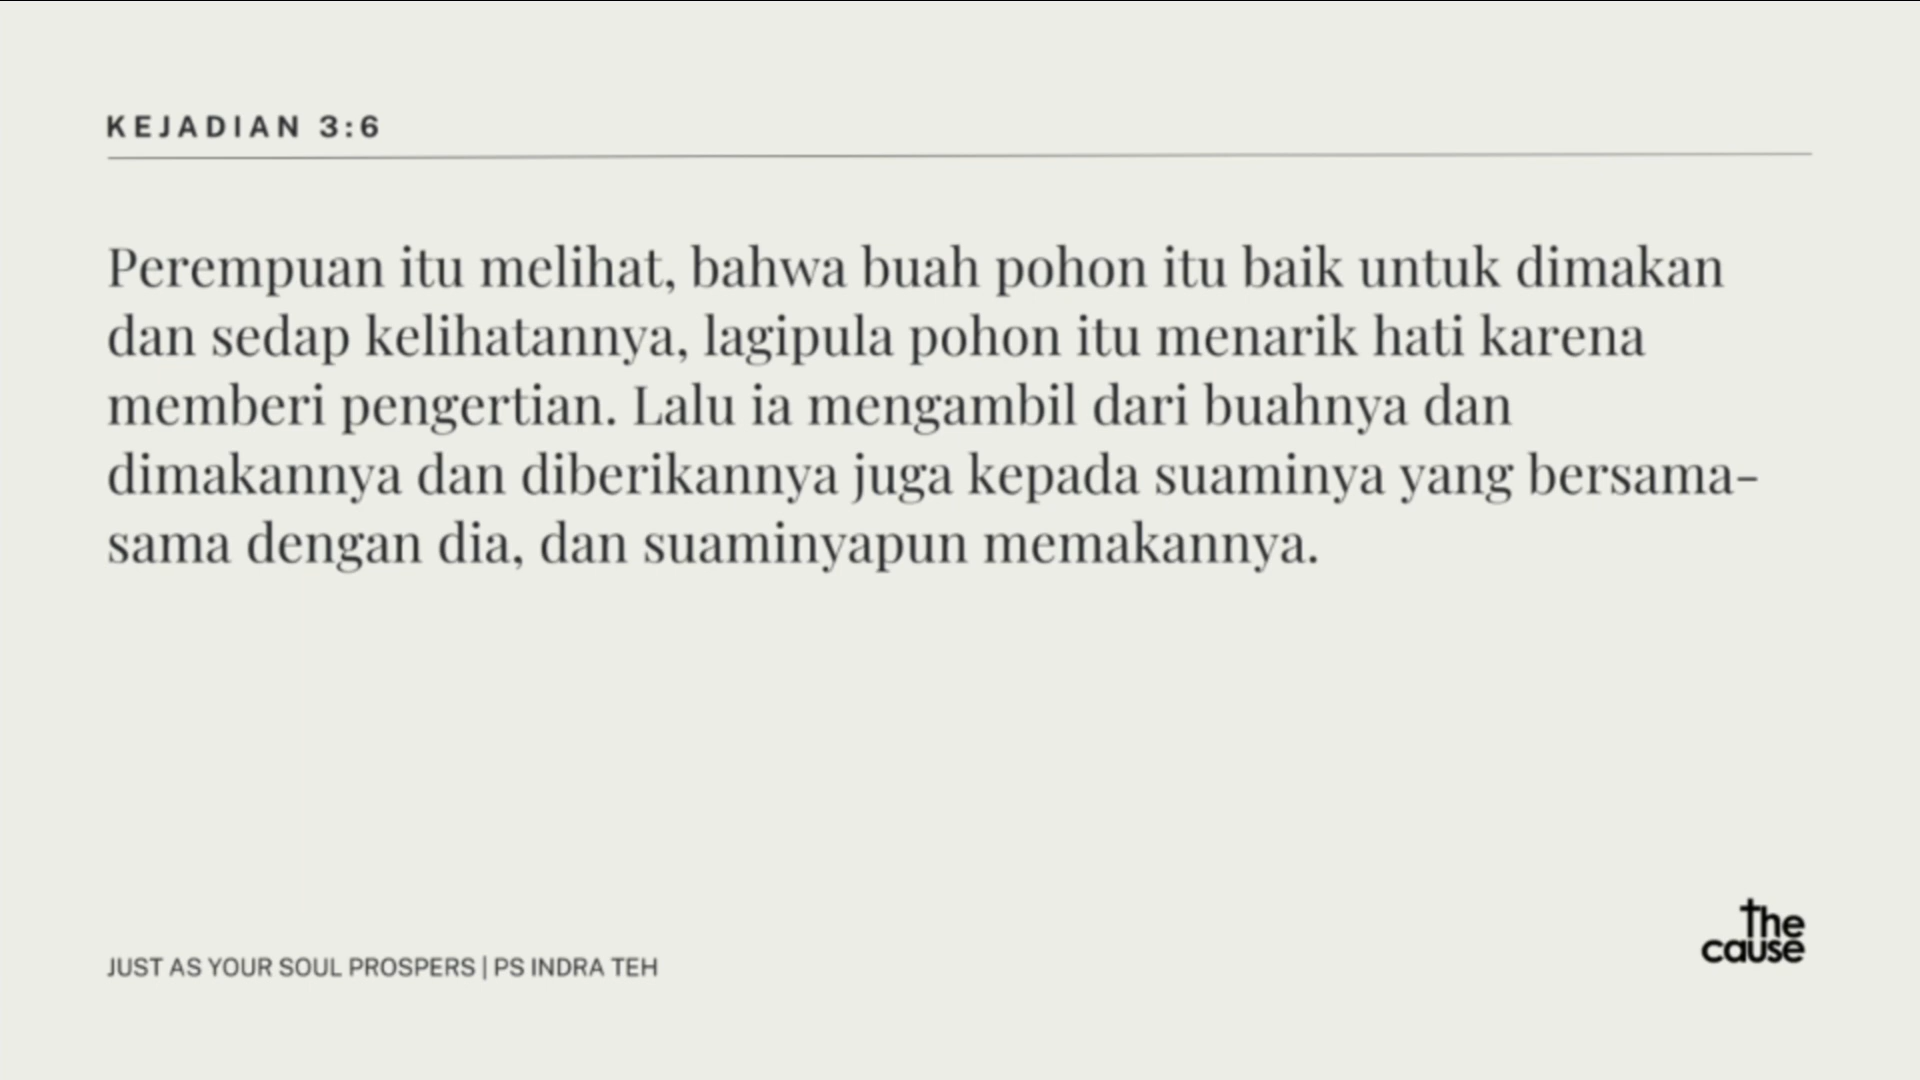 KEJADIAN 3:6
Perempuan itu melihat, bahwa buah pohon itu baik untuk dimakan
dan sedap kelihatannya, lagipula pohon itu menarik hati karena
memberi pengertian. Lalu ia mengambil dari buahnya dan
dimakannya dan diberikannya juga kepada suaminya yang bersama-
sama dengan dia, dan suaminyapun memakannya.
JUST AS YOUR SOUL PROSPERS | PS INDRA TEH
the
cause